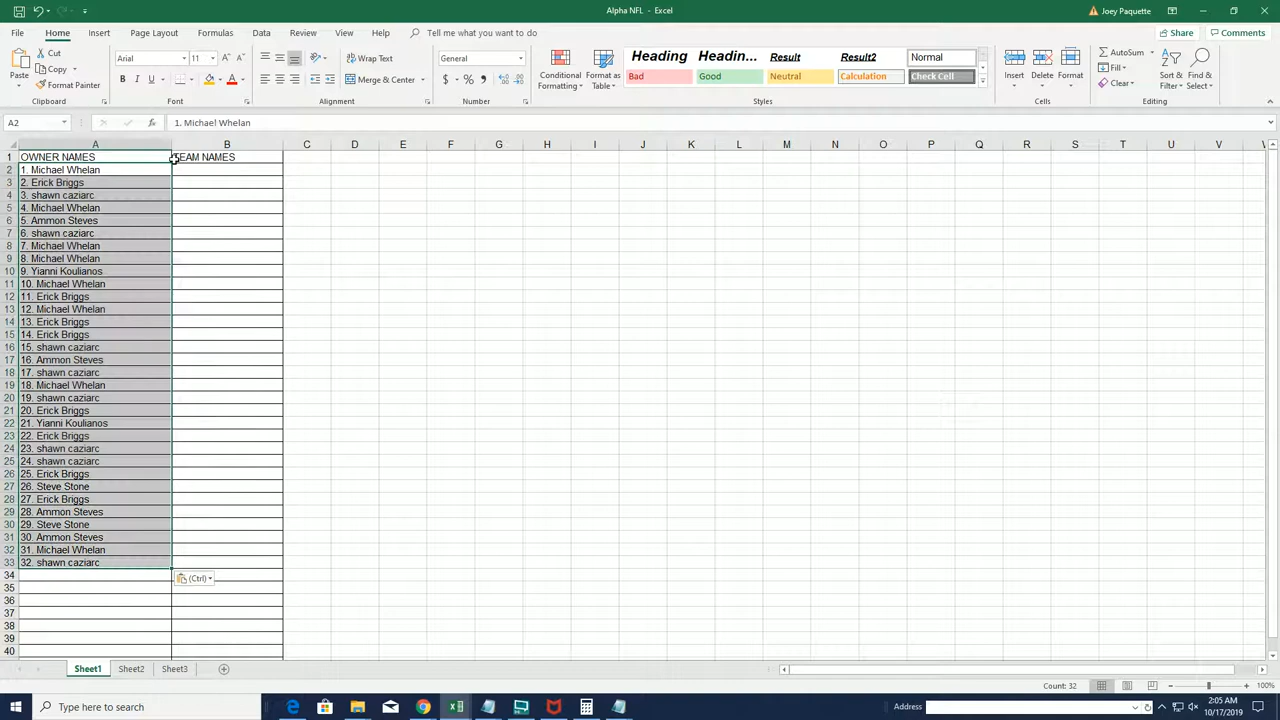 Alpha NFL - Excel
Joey Paquette
File Home Insert Page Layout Formulas Data Review View Help Tell me what you want to do
Share Comments
Paste Cut Copy Format Painter Clipboard
Arial 11 B I U A Font
Wrap Text Merge & Center Alignment
General $ % Number
Conditional Formatting Format as Table
Heading Headin... Result Result2 Normal
Bad Good Neutral Calculation Check Cell
Styles
Insert Delete Format Cells
AutoSum Fill Clear Sort & Filter Find & Select Editing
A2 fx 1. Michael Whelan
A B C D E F G H I J K L M N O P Q R S T U V
1 OWNER NAMES TEAM NAMES
2 1. Michael Whelan
3 2. Erick Briggs
4 3. shawn caziarc
5 4. Michael Whelan
6 5. Ammon Steves
7 6. shawn caziarc
8 7. Michael Whelan
9 8. Michael Whelan
10 9. Yianni Koulianos
11 10. Michael Whelan
12 11. Erick Briggs
13 12. Michael Whelan
14 13. Erick Briggs
15 14. Erick Briggs
16 15. shawn caziarc
17 16. Ammon Steves
18 17. shawn caziarc
19 18. Michael Whelan
20 19. shawn caziarc
21 20. Erick Briggs
22 21. Yianni Koulianos
23 22. Erick Briggs
24 23. shawn caziarc
25 24. shawn caziarc
26 25. Erick Briggs
27 26. Steve Stone
28 27. Erick Briggs
29 28. Ammon Steves
30 29. Steve Stone
31 30. Ammon Steves
32 31. Michael Whelan
33 32. shawn caziarc
34 (Ctrl)
35
36
37
38
39
40
Sheet1 Sheet2 Sheet3
Count: 32 100%
Type here to search
Address
2:05 AM
10/17/2019